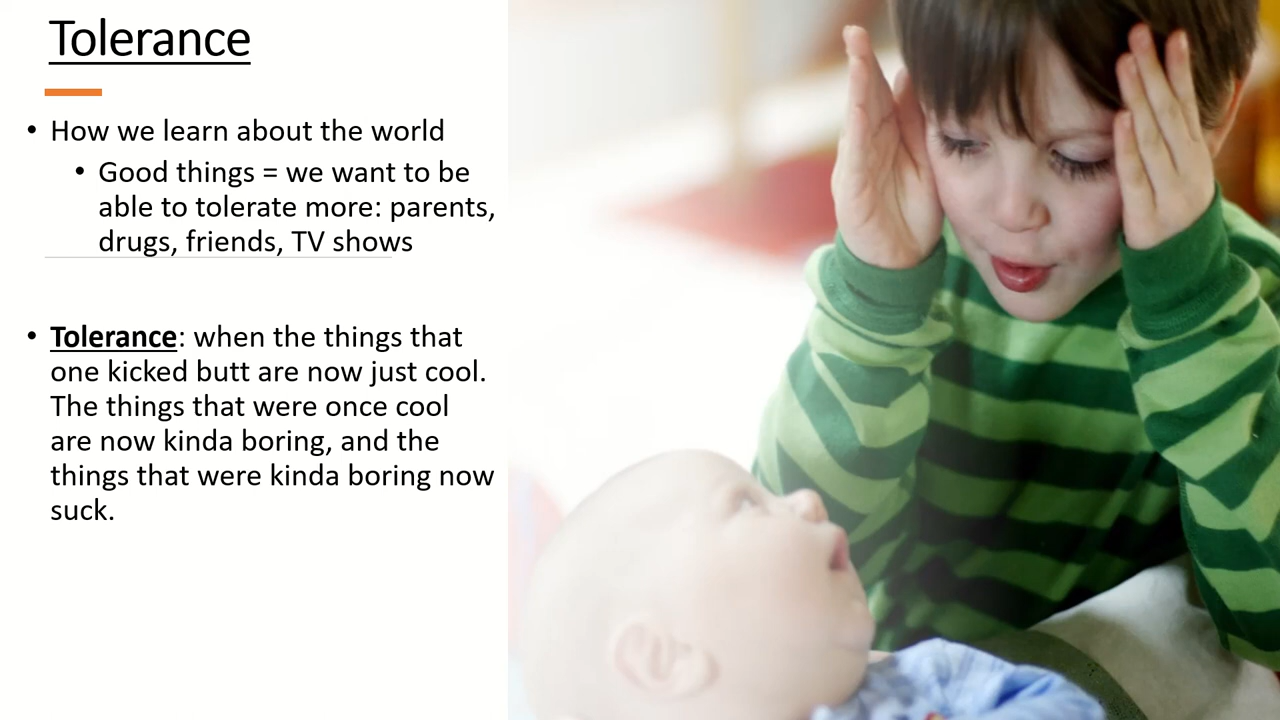 Tolerance
• How we learn about the world
• Good things = we want to be
able to tolerate more: parents,
drugs, friends, TV shows
• Tolerance: when the things that
one kicked butt are now just cool.
The things that were once cool
are now kinda boring, and the
things that were kinda boring now
suck.